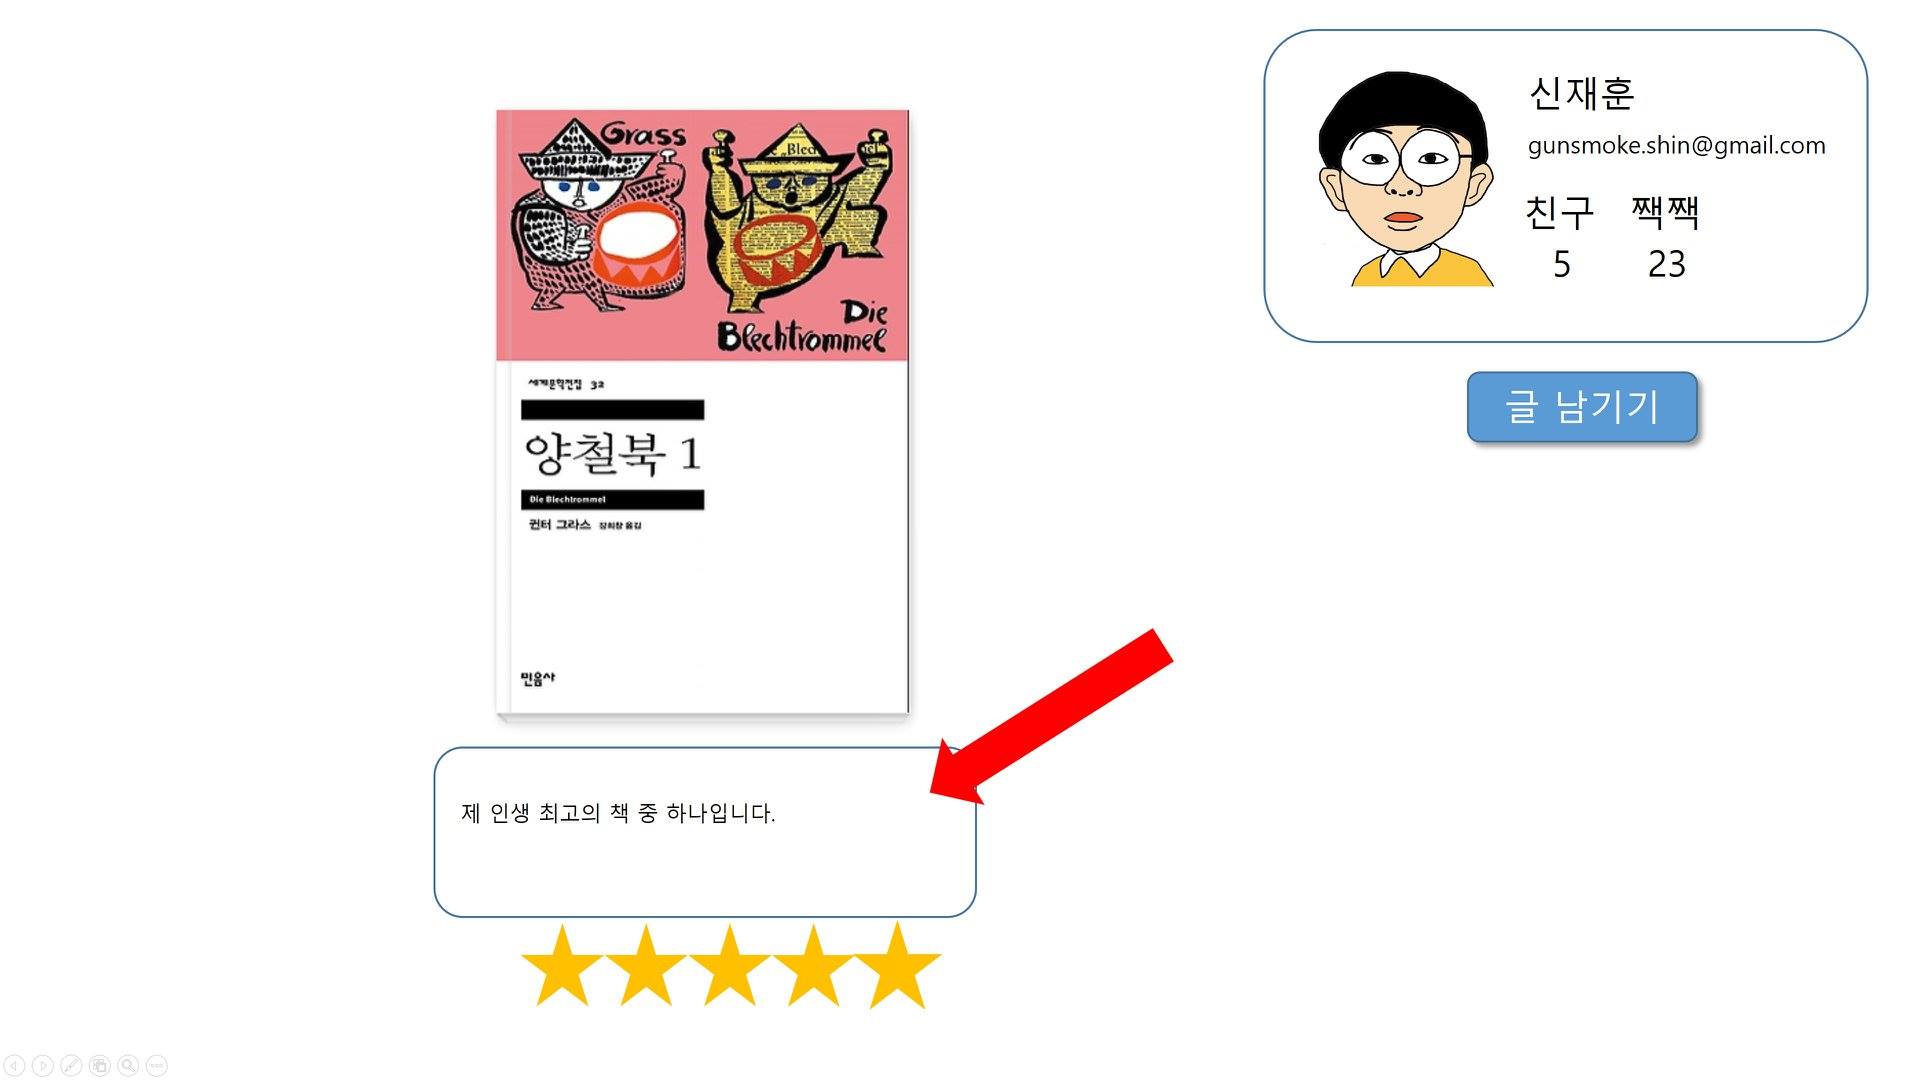 Grass
Blec
Die
Blechtrommel
세계문학전집 32
양철북 1
Die Blechtrommel
귄터 그라스 장희창 옮김
민음사
제 인생 최고의 책 중 하나입니다.
신재훈
gunsmoke.shin@gmail.com
친구 짹짹
5 23
글 남기기